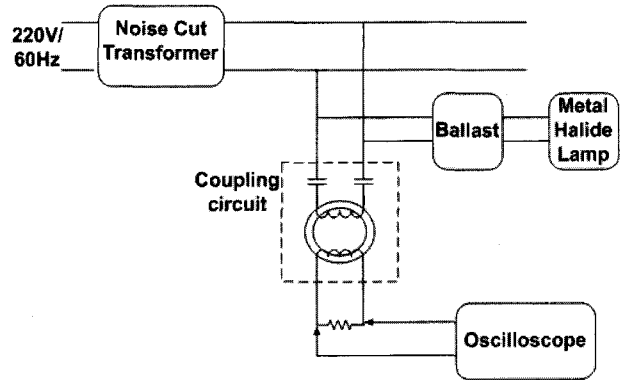 220V/
60Hz
Noise Cut
Transformer
Ballast
Metal
Halide
Lamp
Coupling
circuit
Oscilloscope